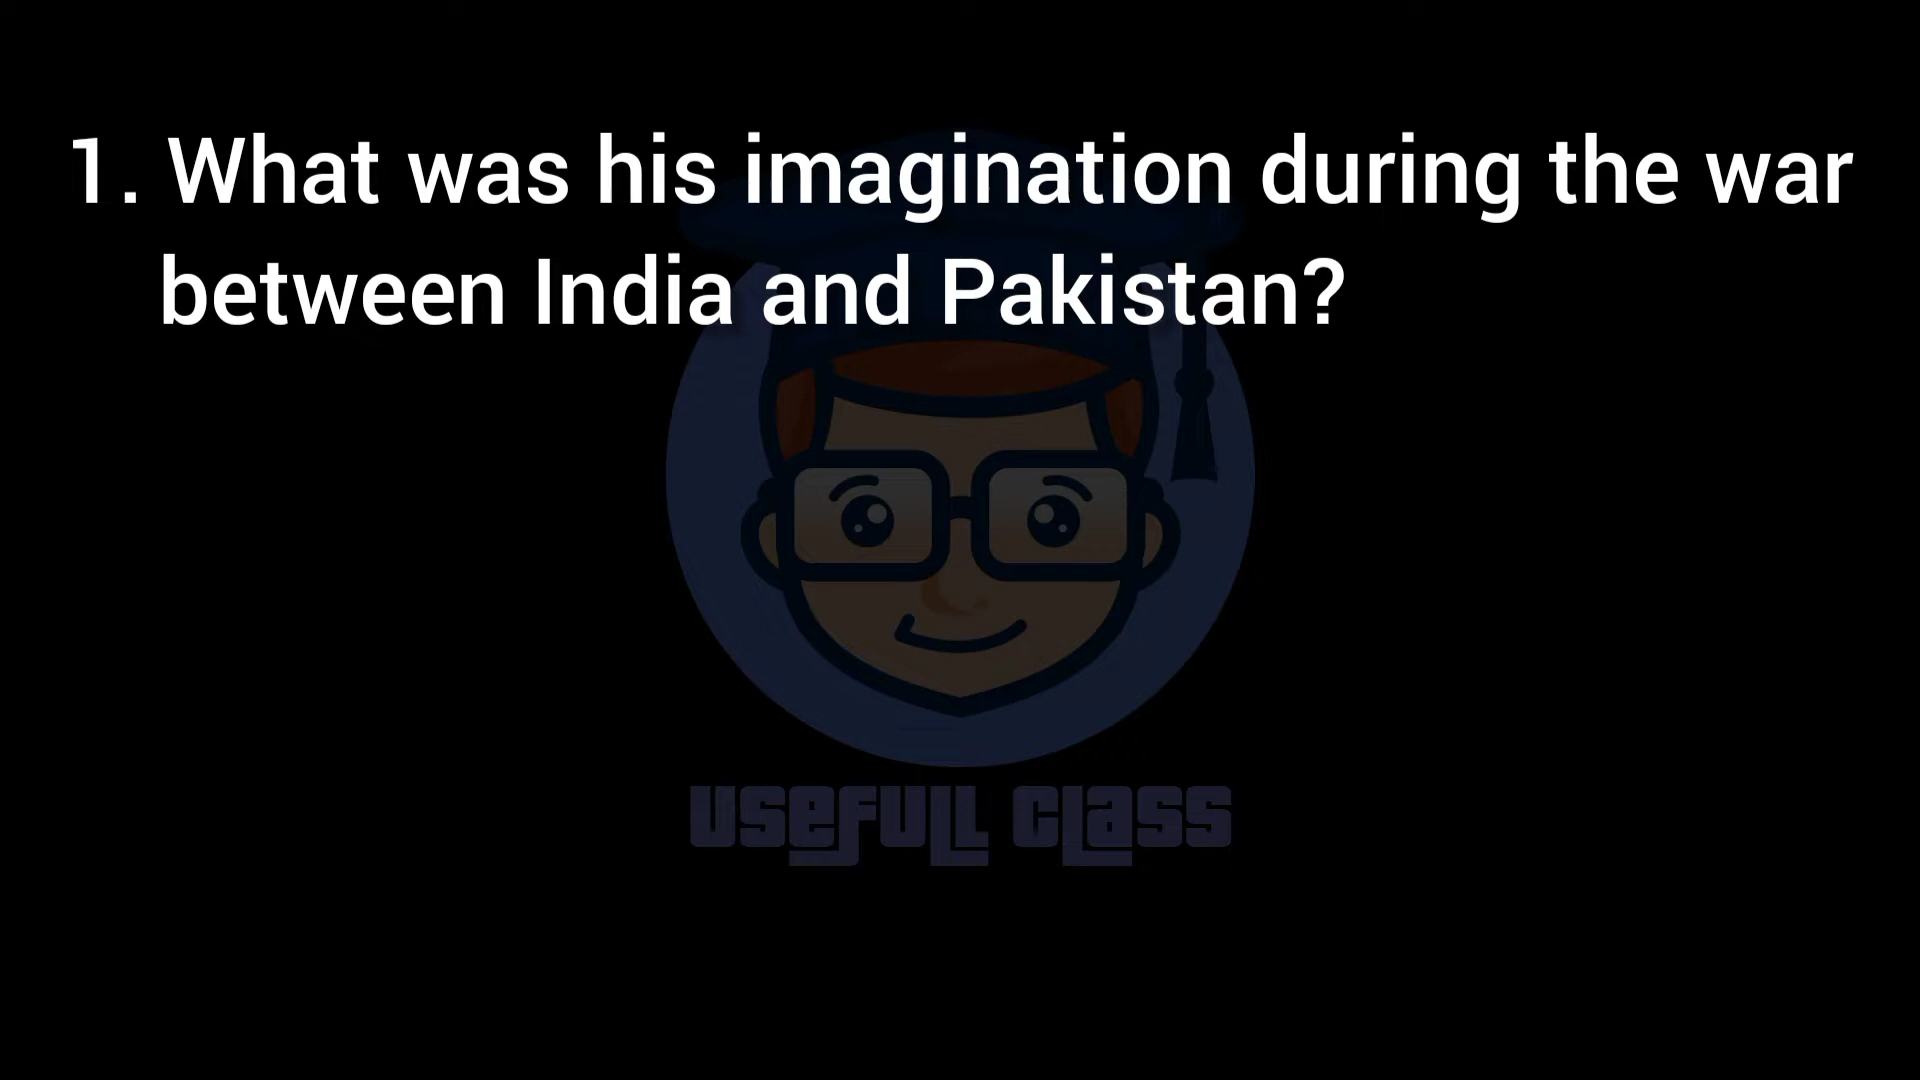 1. What was his imagination during the war
between India and Pakistan?
USEFULL CLASS